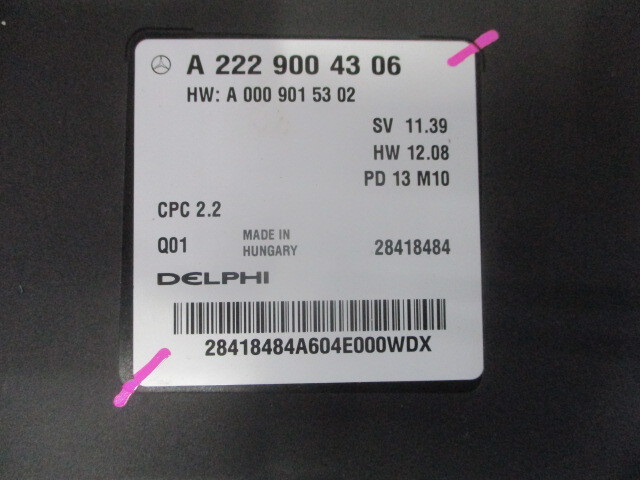 A 222 900 43 06
HW: A 000 901 53 02
SV 11.39
HW 12.08
PD 13 M10
CPC 2.2
Q01 MADE IN HUNGARY 28418484
DELPHI
28418484A604E000WDX